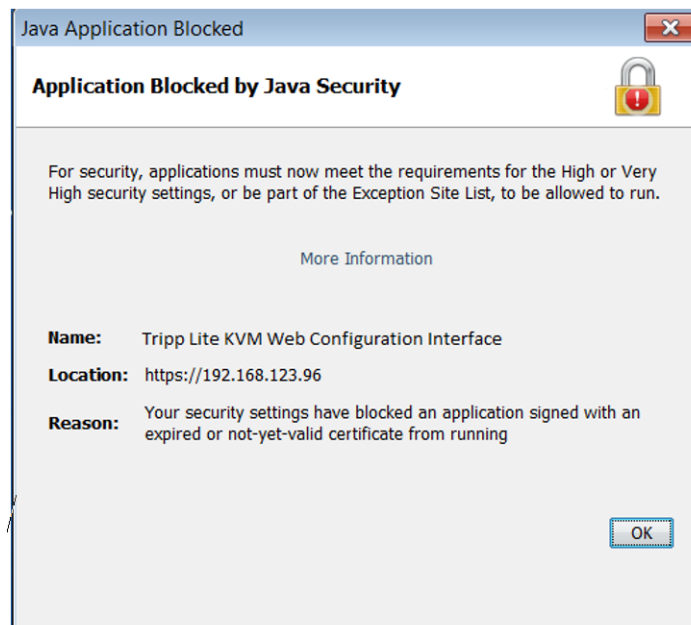 Java Application Blocked
Application Blocked by Java Security
For security, applications must now meet the requirements for the High or Very
High security settings, or be part of the Exception Site List, to be allowed to run.
More Information
Name: Tripp Lite KVM Web Configuration Interface
Location: https://192.168.123.96
Reason: Your security settings have blocked an application signed with an
expired or not-yet-valid certificate from running
OK